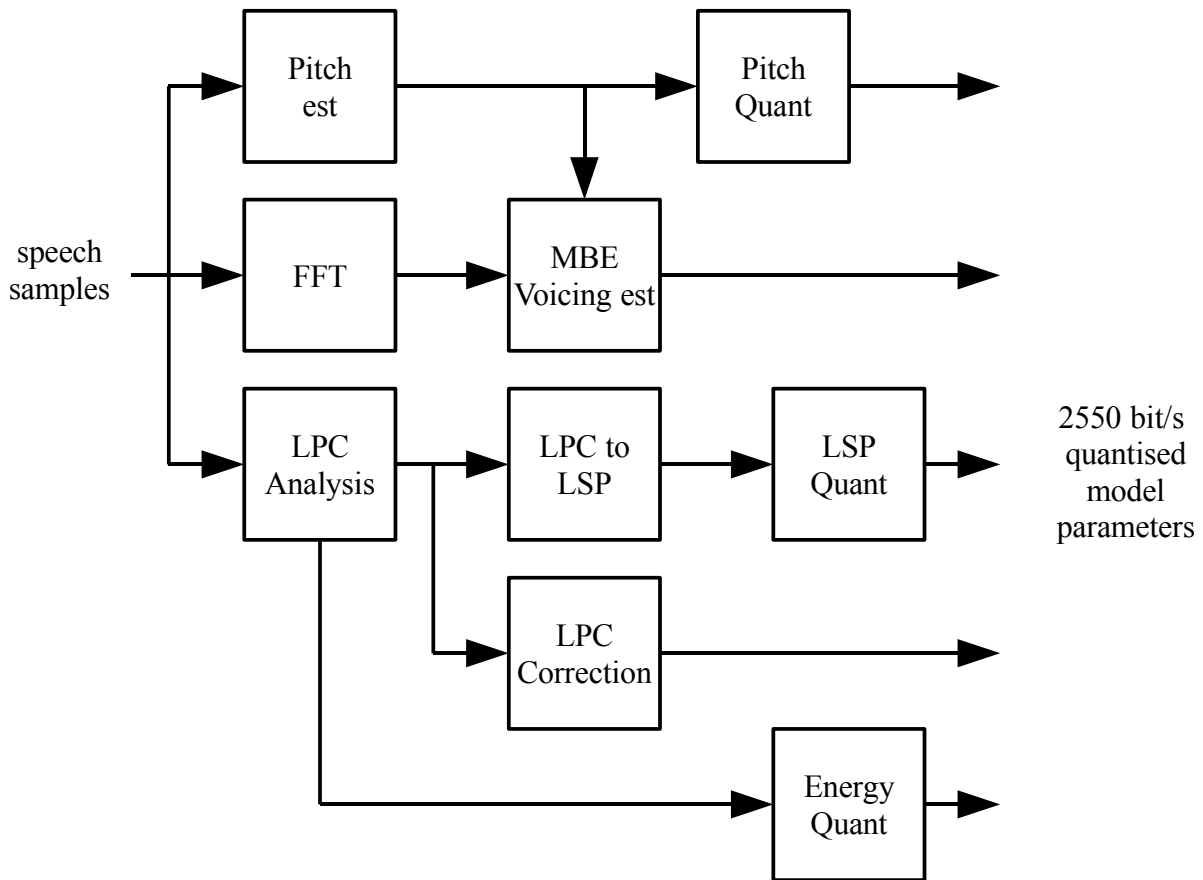 Pitch
est
Pitch
Quant
speech
samples
FFT
MBE
Voicing est
LPC
Analysis
LPC to
LSP
LSP
Quant
2550 bit/s
quantised
model
parameters
LPC
Correction
Energy
Quant